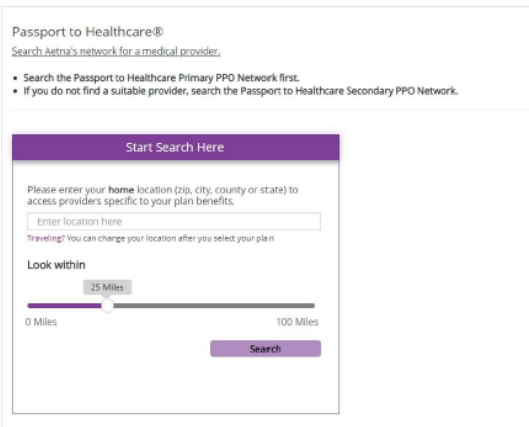 Passport to Healthcare®
Search Aetna's network for a medical provider.
• Search the Passport to Healthcare Primary PPO Network first.
• If you do not find a suitable provider, search the Passport to Healthcare Secondary PPO Network.
Start Search Here
Please enter your home location (zip, city, county or state) to
access providers specific to your plan benefits.
Enter location here
Traveling? You can change your location after you select your plan
Look within
25 Miles
0 Miles 100 Miles
Search